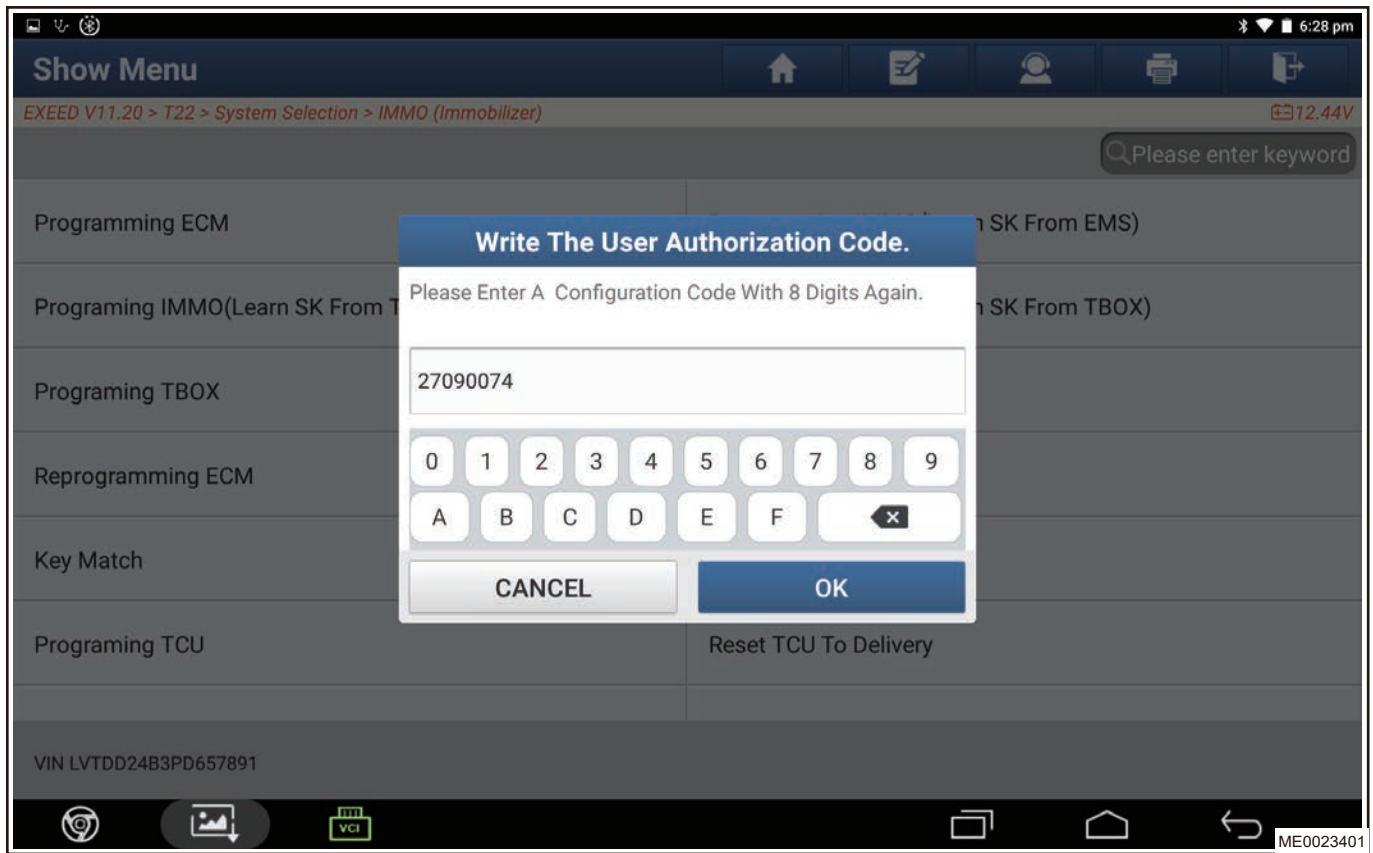 6:28 pm
Show Menu
EXEED V11.20 > T22 > System Selection > IMMO (Immobilizer)
12.44V
Please enter keyword
Programming ECM
n SK From EMS)
Write The User Authorization Code.
Please Enter A Configuration Code With 8 Digits Again.
Programing IMMO(Learn SK From T
n SK From TBOX)
27090074
Programing TBOX
0 1 2 3 4 5 6 7 8 9
Reprogramming ECM
A B C D E F
Key Match
CANCEL
OK
Programing TCU
Reset TCU To Delivery
VIN LVTDD24B3PD657891
VCI
ME0023401